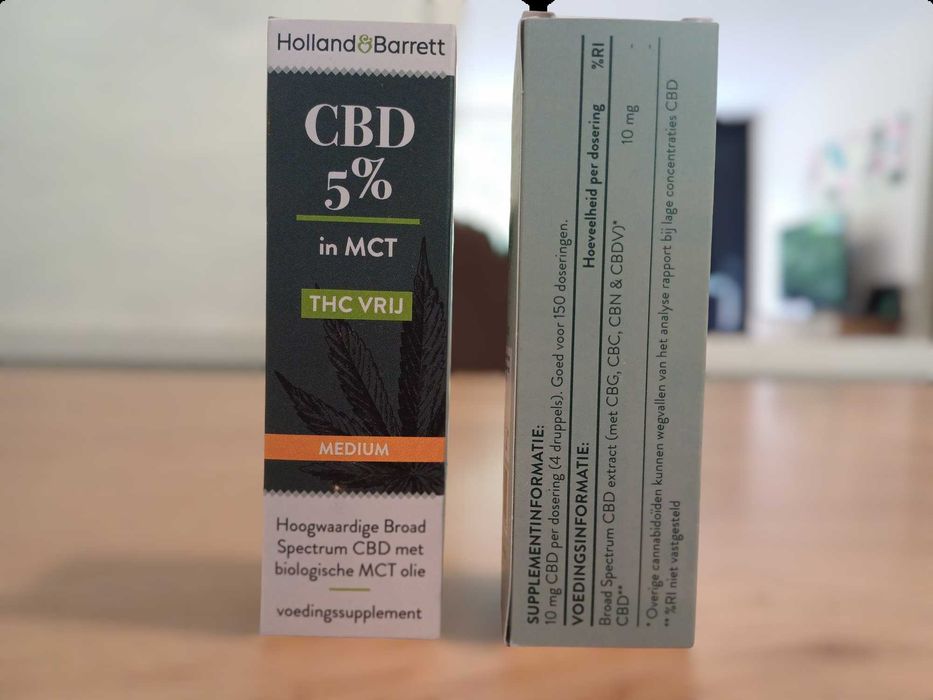 Holland&Barrett
CBD
5%
in MCT
THC VRIJ
MEDIUM
Hoogwaardige Broad
Spectrum CBD met
biologische MCT olie
voedingssupplement
SUPPLEMENTINFORMATIE:
10 mg CBD per dosering (4 druppels). Goed voor 150 doseringen.
VOEDINGSINFORMATIE: Hoeveelheid per dosering %RI
Broad Spectrum CBD extract (met CBG, CBC, CBN & CBDV)*
CBD** 10 mg
* Overige cannabidoïden kunnen wegvallen van het analyse rapport bij lage concentraties CBD
** %RI niet vastgesteld